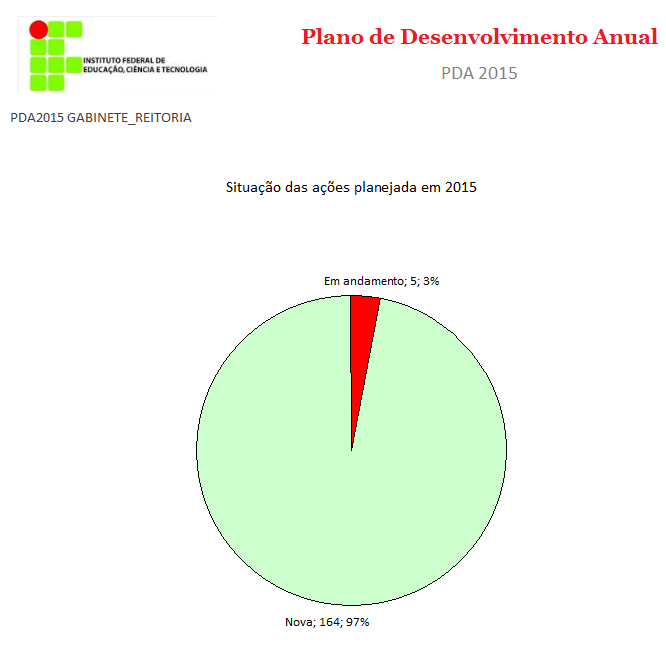 INSTITUTO FEDERAL DE
EDUCAÇÃO, CIÊNCIA E TECNOLOGIA
Plano de Desenvolvimento Anual
PDA 2015
PDA2015 GABINETE_REITORIA
Situação das ações planejada em 2015
Em andamento; 5; 3%
Nova; 164; 97%